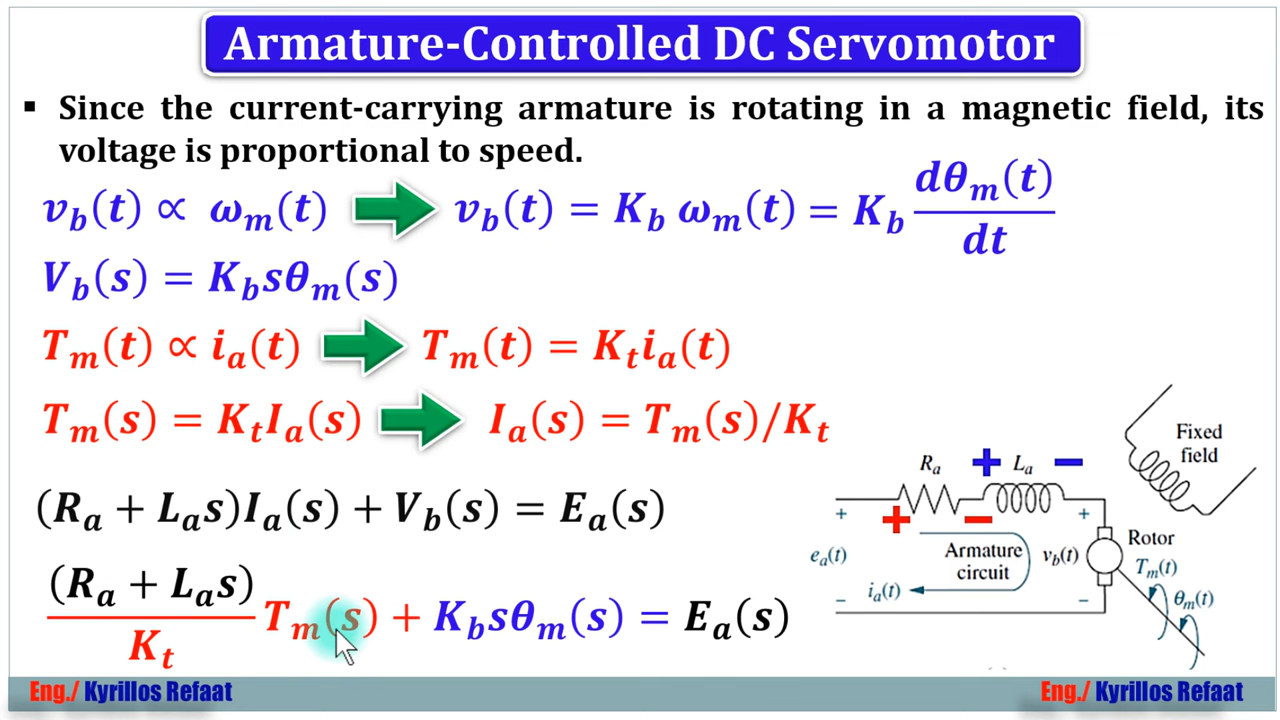 Armature-Controlled DC Servomotor
▪ Since the current-carrying armature is rotating in a magnetic field, its
voltage is proportional to speed.
v_b(t) ∝ ω_m(t) ➡ v_b(t) = K_b ω_m(t) = K_b dθ_m(t)/dt
V_b(s) = K_b sθ_m(s)
T_m(t) ∝ i_a(t) ➡ T_m(t) = K_t i_a(t)
T_m(s) = K_t I_a(s) ➡ I_a(s) = T_m(s)/K_t
(R_a + L_a s)I_a(s) + V_b(s) = E_a(s)
(R_a + L_a s)/K_t T_m(s) + K_b sθ_m(s) = E_a(s)
Fixed
field
R_a + L_a −
+ + − +
e_a(t)
Armature
circuit
i_a(t)
v_b(t)
Rotor
T_m(t)
θ_m(t)
− −
Eng./ Kyrillos Refaat
Eng./ Kyrillos Refaat